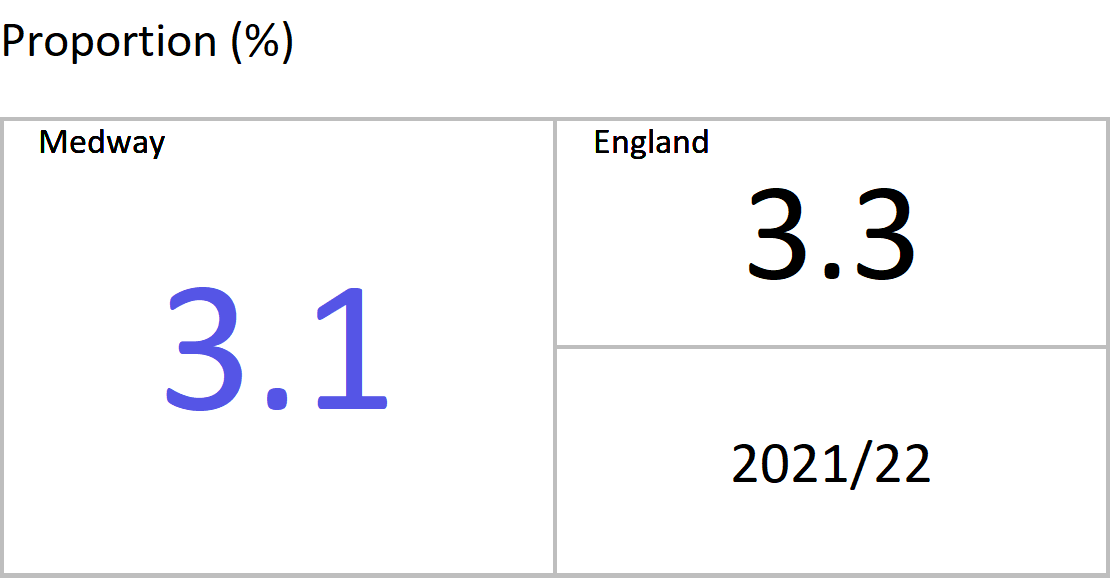 Proportion (%)
Medway
3.1
England
3.3
2021/22